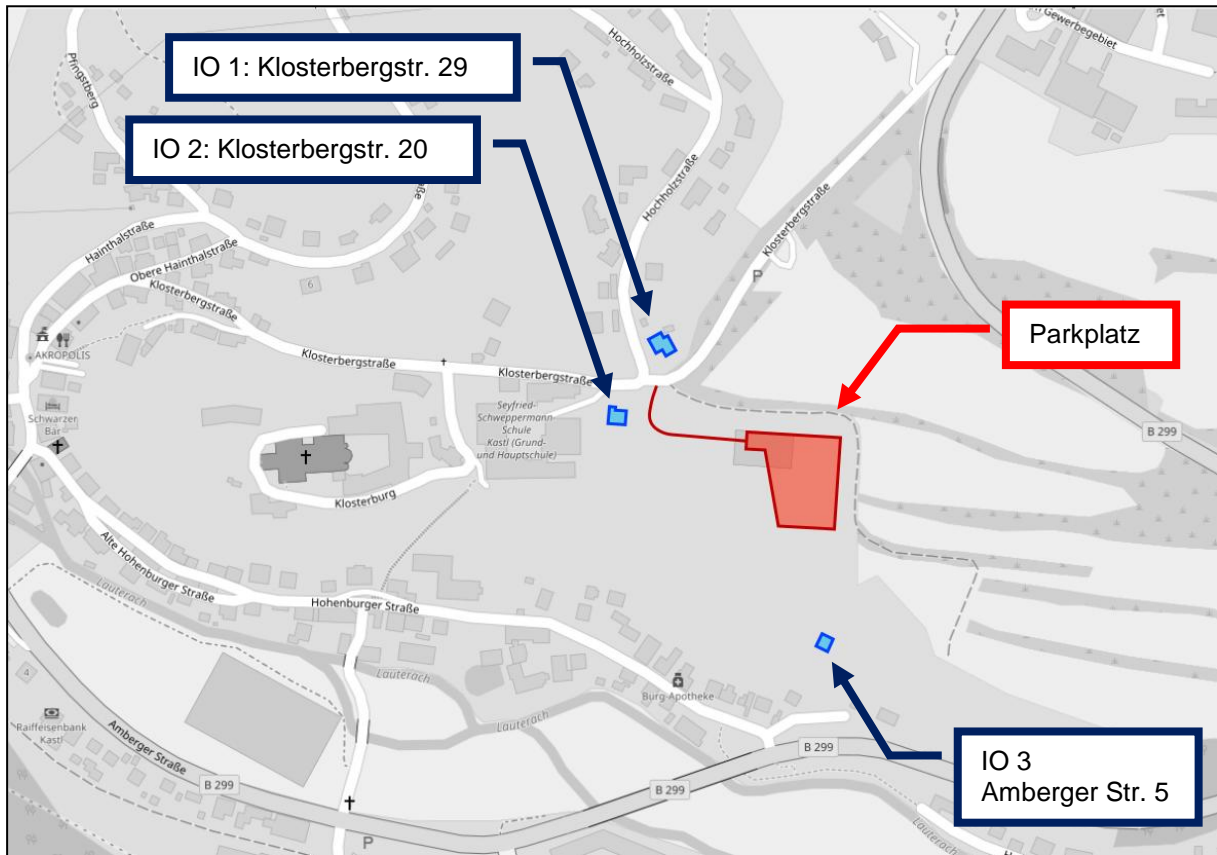 Im Gewerbegebiet
Pfingstberg
Hochholzstraße
IO 1: Klosterbergstr. 29
IO 2: Klosterbergstr. 20
Hochholzstraße
Klosterbergstraße
P
Hainthalstraße
Obere Hainthalstraße
Klosterbergstraße
6
Parkplatz
AKROPOLIS
Klosterbergstraße
Klosterbergstraße
Schwarzer
Bär
Seyfried-
Schweppermann-
Schule
Kastl (Grund-
und Hauptschule)
B 299
Klosterburg
Alte Hohenburger Straße
Lauterach
Hohenburger Straße
Lauterach
4
Burg-Apotheke
Lauterach
Raiffeisenbank
Kastl
Amberger Straße
B 299
B 299
B 299
IO 3
Amberger Str. 5
P